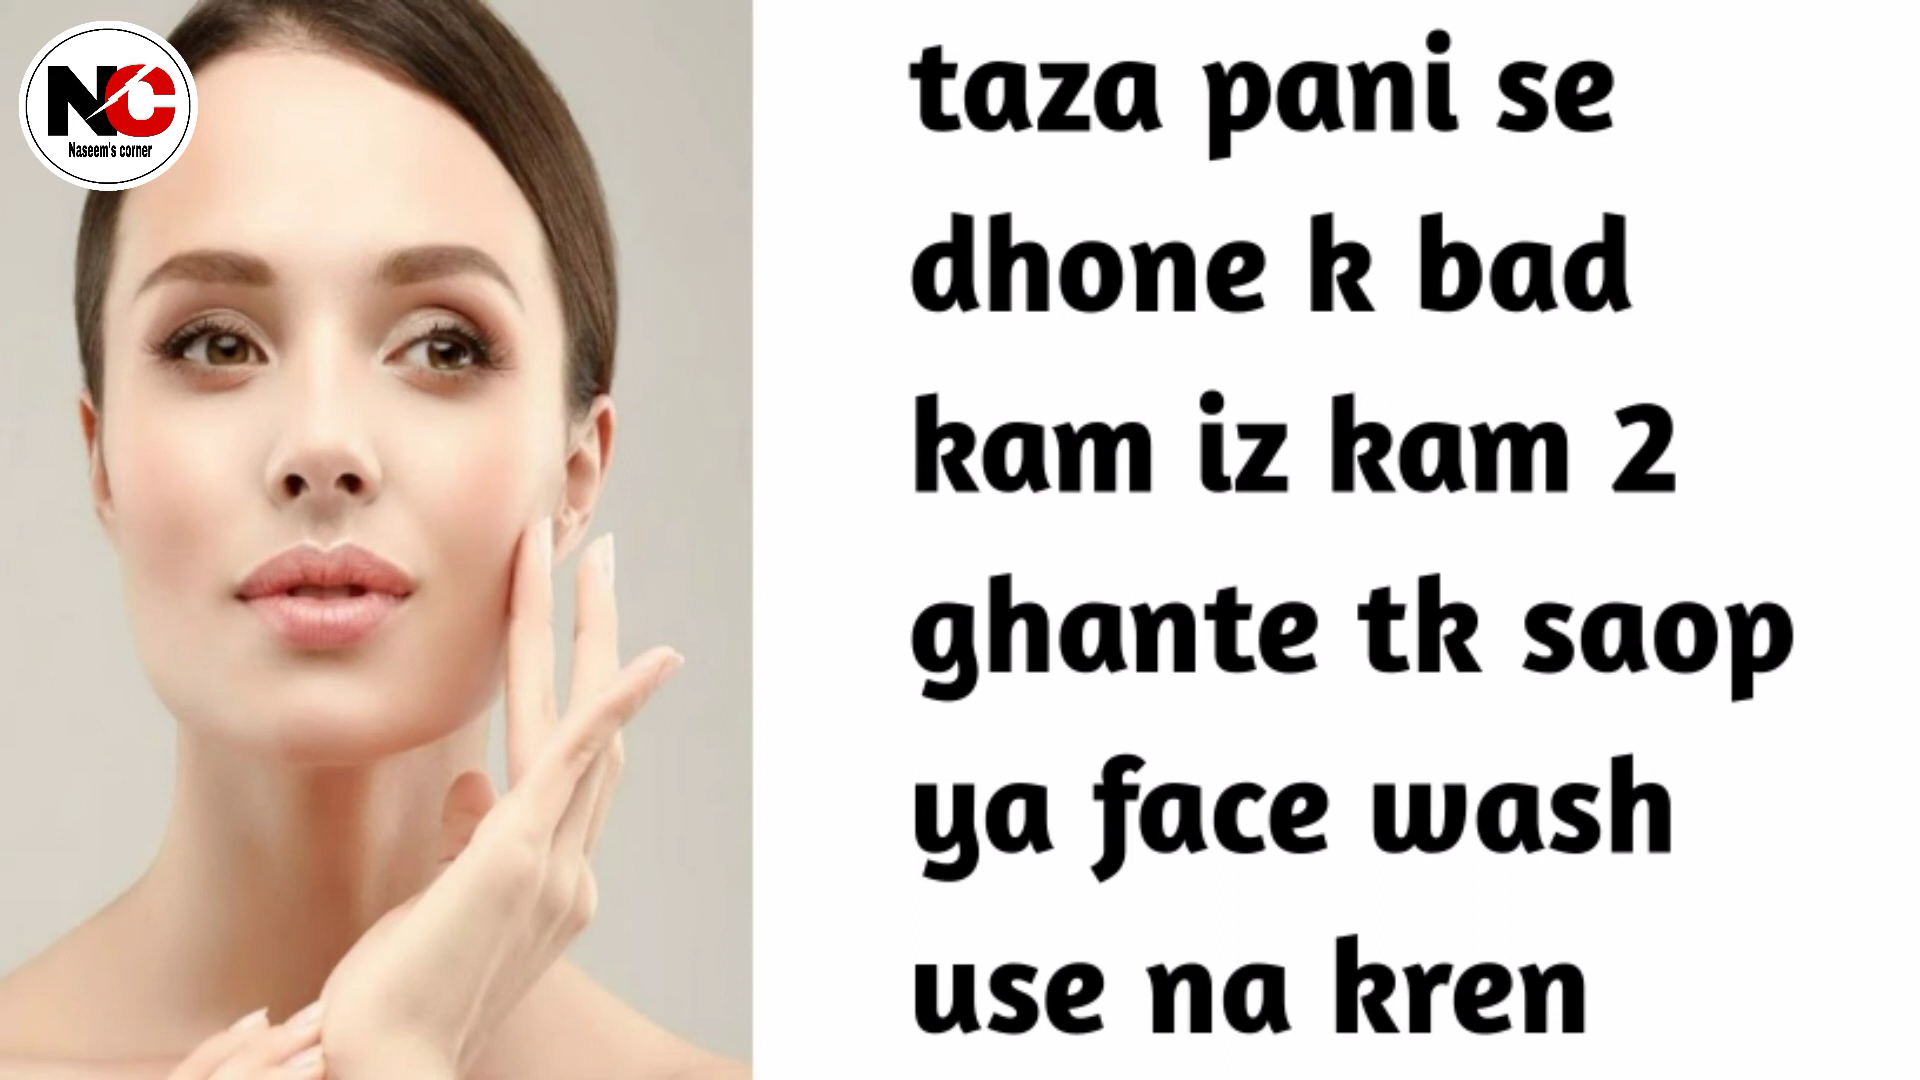 NC
Naseem's corner
taza pani se
dhone k bad
kam iz kam 2
ghante tk saop
ya face wash
use na kren